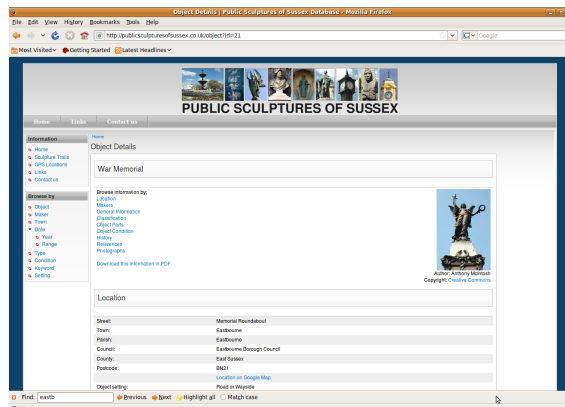 Object Details | Public Sculptures of Sussex Database - Mozilla Firefox
File Edit View History Bookmarks Tools Help
http://publicsculpturesofsussex.co.uk/object?id=21
Google
Most Visited Getting Started Latest Headlines
PUBLIC SCULPTURES OF SUSSEX
Home Links Contact us
Information
Home
Sculpture Trails
GPS Locations
Links
Contact us
Browse by
Object
Maker
Town
Date
Year
Range
Type
Condition
Keyword
Setting
Home
Object Details
War Memorial
Browse Information by:
Location
Makers
General Information
Classification
Object Parts
Object Condition
History
References
Photographs
Download this information in PDF
Author: Anthony McIntosh
Copyright: Creative Commons
Location
Street: Memorial Roundabout
Town: Eastbourne
Parish: Eastbourne
Council: Eastbourne Borough Council
County: East Sussex
Postcode: BN21
Location on Google Map
Object setting: Road or Wayside
Find: eastb Previous Next Highlight all Match case